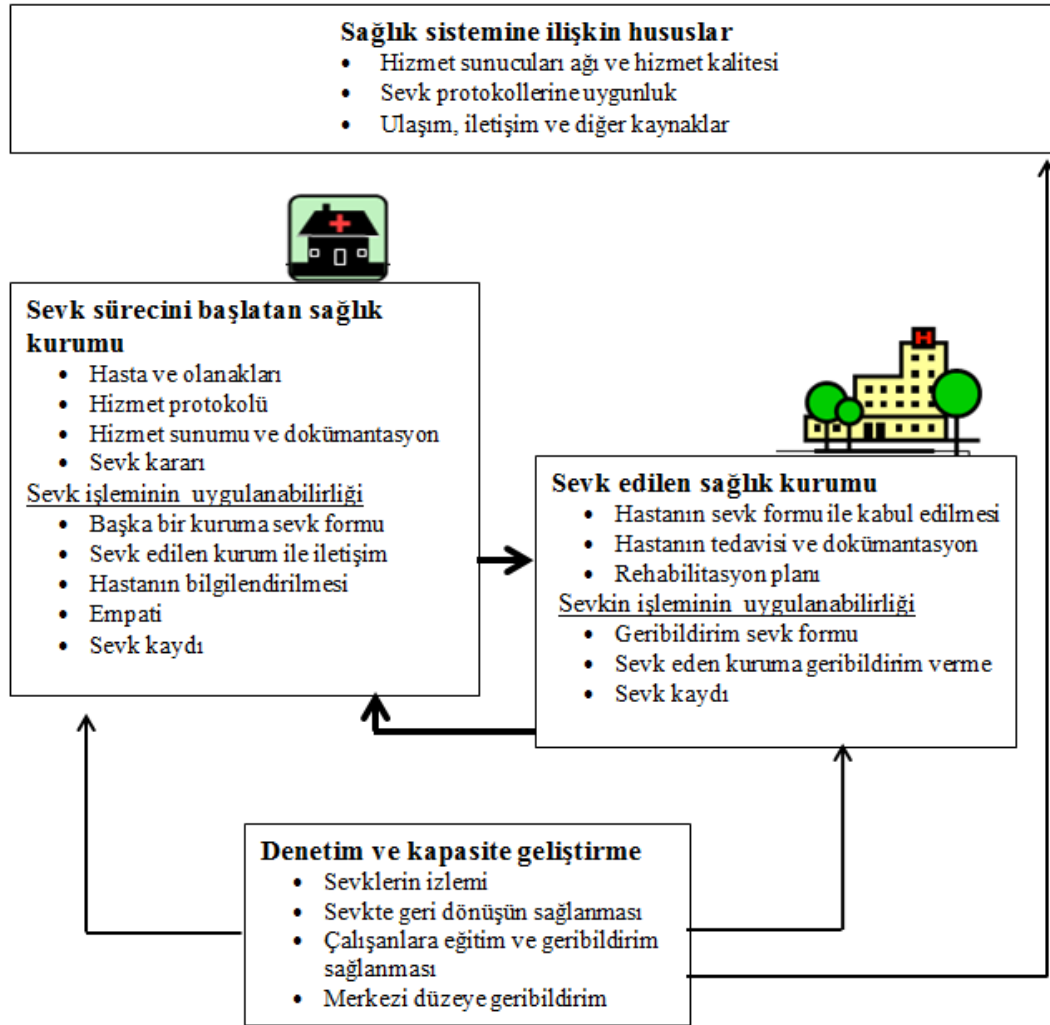 Sağlık sistemine ilişkin hususlar
• Hizmet sunucuları ağı ve hizmet kalitesi
• Sevk protokollerine uygunluk
• Ulaşım, iletişim ve diğer kaynaklar
Sevk sürecini başlatan sağlık
kurumu
• Hasta ve olanakları
• Hizmet protokolü
• Hizmet sunumu ve dokümantasyon
• Sevk kararı
Sevk işleminin uygulanabilirliği
• Başka bir kuruma sevk formu
• Sevk edilen kurum ile iletişim
• Hastanın bilgilendirilmesi
• Empati
• Sevk kaydı
H
Sevk edilen sağlık kurumu
• Hastanın sevk formu ile kabul edilmesi
• Hastanın tedavisi ve dokümantasyon
• Rehabilitasyon planı
Sevkin işleminin uygulanabilirliği
• Geribildirim sevk formu
• Sevk eden kuruma geribildirim verme
• Sevk kaydı
Denetim ve kapasite geliştirme
• Sevklerin izlemi
• Sevkte geri dönüşün sağlanması
• Çalışanlara eğitim ve geribildirim
sağlanması
• Merkezi düzeye geribildirim